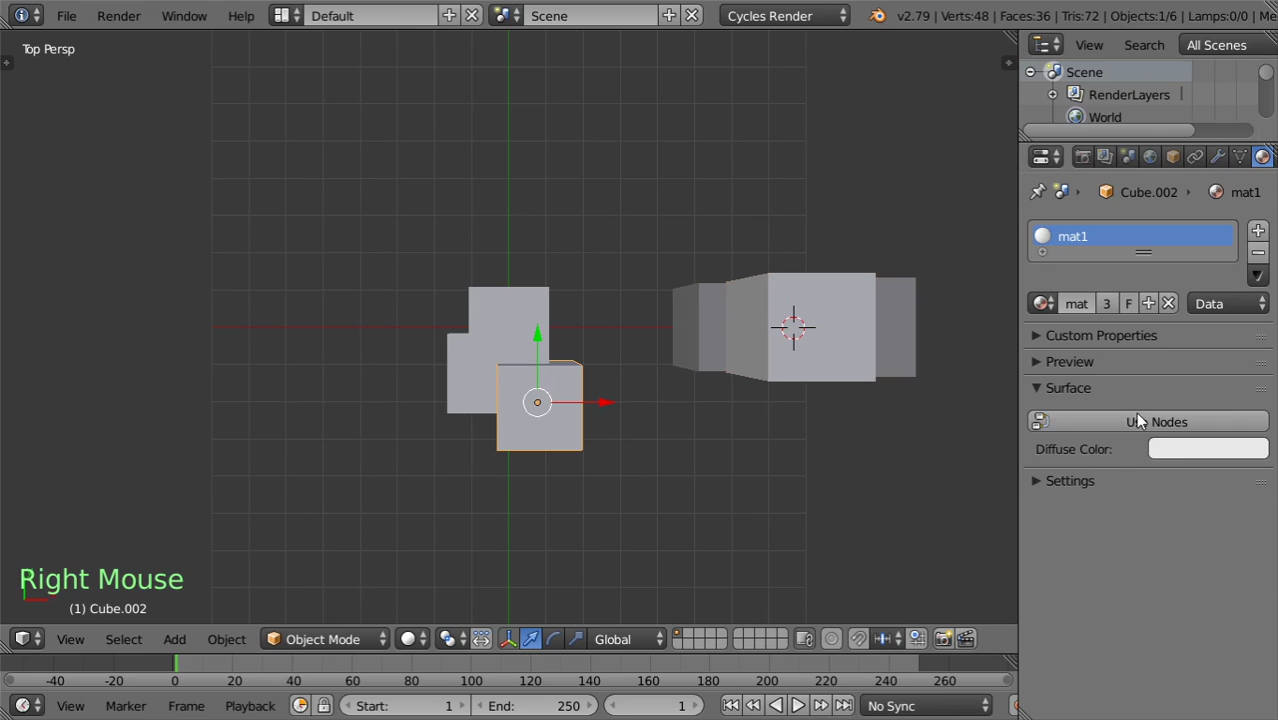 File Render Window Help Default Scene Cycles Render v2.79 | Verts:48 | Faces:36 | Tris:72 | Objects:1/6 | Lamps:0/0 | Me
Top Persp
View Search All Scenes
Scene
RenderLayers
World
Cube.002 mat1
mat1
mat 3 F Data
Custom Properties
Preview
Surface
Nodes
Diffuse Color:
Settings
Right Mouse
(1) Cube.002
View Select Add Object Object Mode Global
-40 -20 0 20 40 60 80 100 120 140 160 180 200 220 240 260
View Marker Frame Playback Start: 1 End: 250 1 No Sync